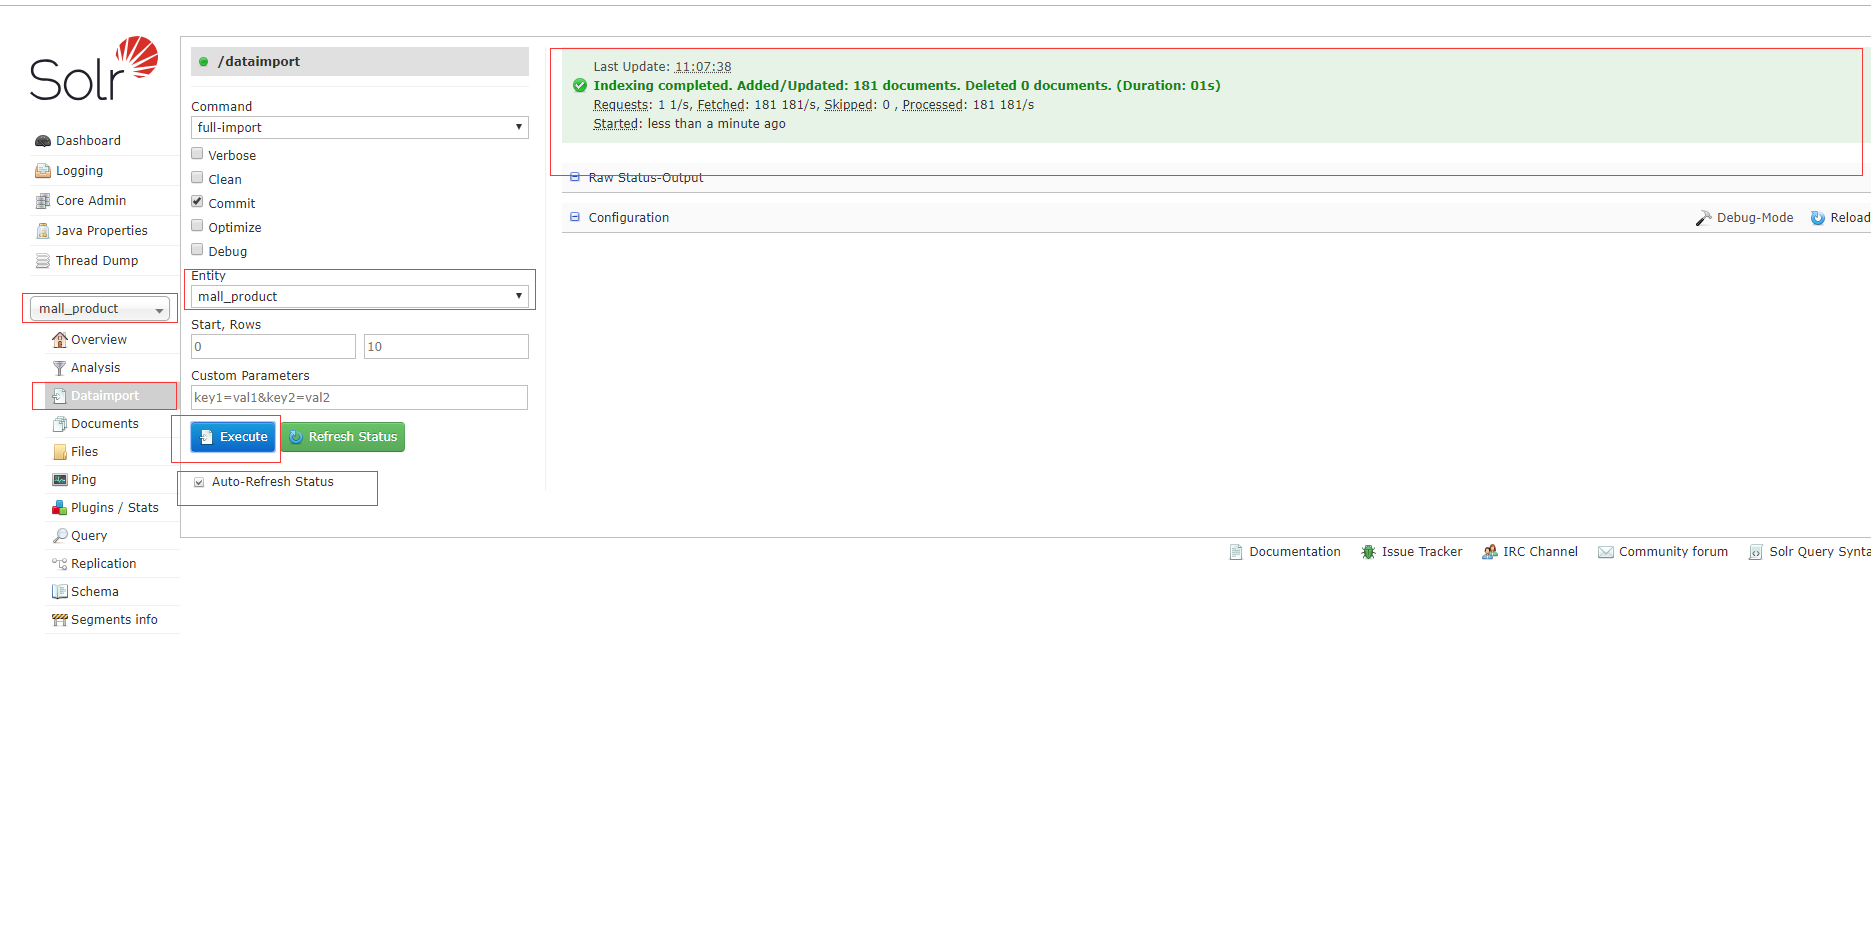 Solr
Dashboard
Logging
Core Admin
Java Properties
Thread Dump
mall_product
Overview
Analysis
Dataimport
Documents
Files
Ping
Plugins / Stats
Query
Replication
Schema
Segments info
/dataimport
Command
full-import
Verbose
Clean
Commit
Optimize
Debug
Entity
mall_product
Start, Rows
0 10
Custom Parameters
key1=val1&key2=val2
Execute Refresh Status
Auto-Refresh Status
Last Update: 11:07:38
Indexing completed. Added/Updated: 181 documents. Deleted 0 documents. (Duration: 01s)
Requests: 1 1/s, Fetched: 181 181/s, Skipped: 0 , Processed: 181 181/s
Started: less than a minute ago
Raw Status-Output
Configuration Debug-Mode Reload
Documentation Issue Tracker IRC Channel Community forum Solr Query Synta